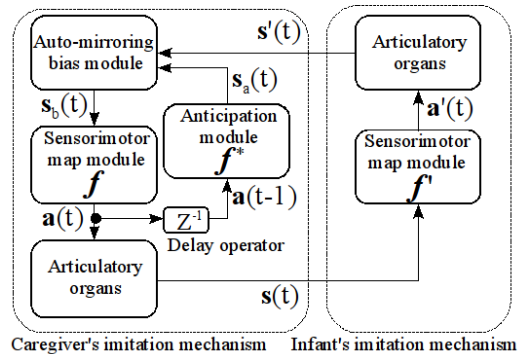 Auto-mirroring
bias module
s'(t)
Articulatory
organs
s_a(t)
s_b(t)
Anticipation
module
f*
a'(t)
Sensorimotor
map module
f
Sensorimotor
map module
f'
a(t)
Z⁻¹
a(t-1)
Delay operator
Articulatory
organs
s(t)
Caregiver's imitation mechanism
Infant's imitation mechanism